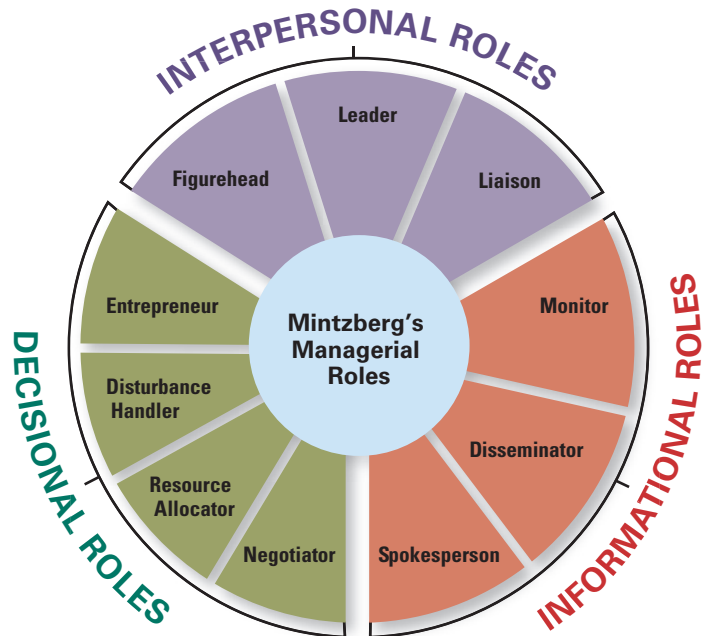 INTERPERSONAL ROLES
Leader
Figurehead
Liaison
Entrepreneur
Monitor
Mintzberg's
Managerial
Roles
Disturbance
Handler
Disseminator
Resource
Allocator
Negotiator
Spokesperson
DECISIONAL ROLES
INFORMATIONAL ROLES